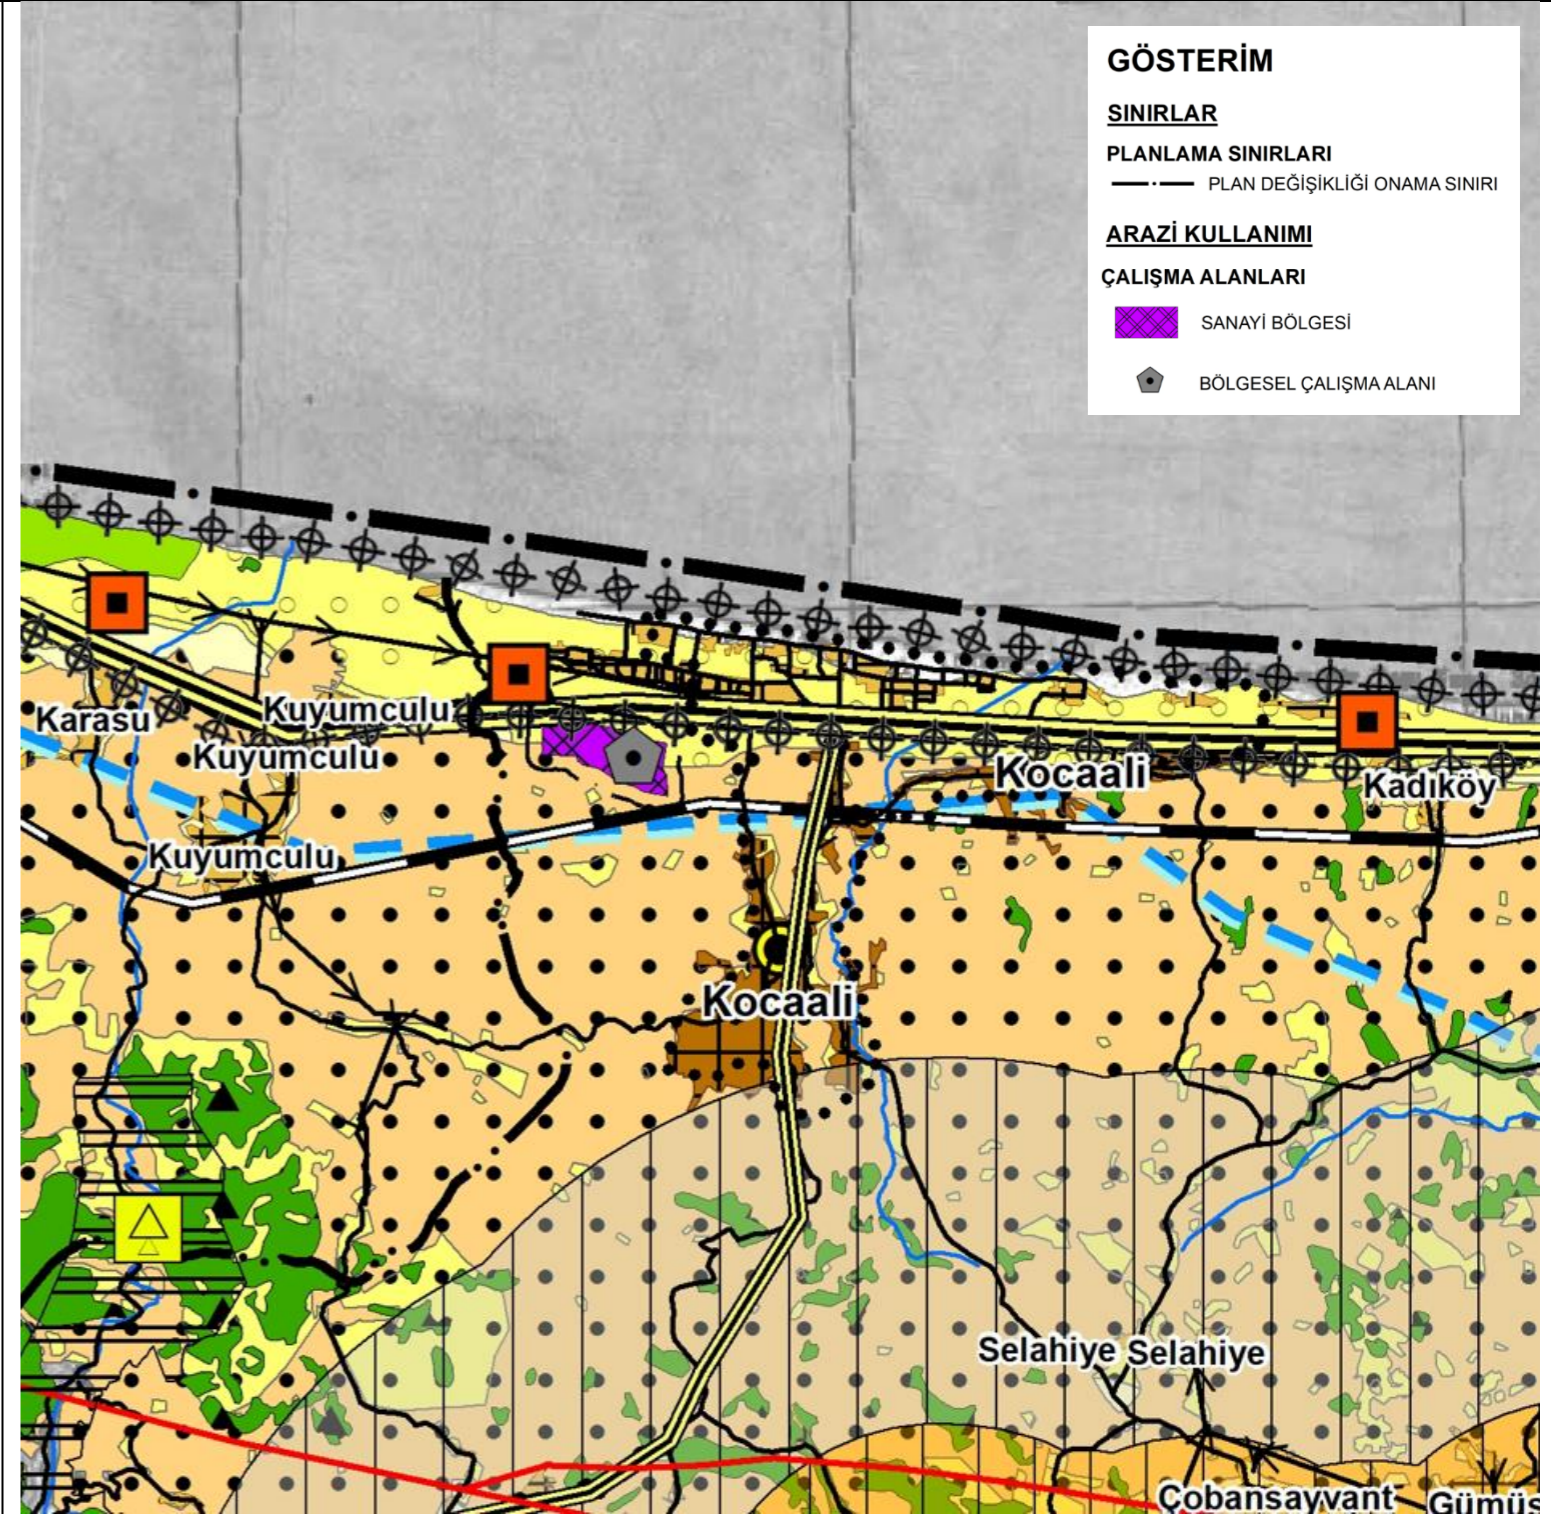 GÖSTERİM
SINIRLAR
PLANLAMA SINIRLARI
PLAN DEĞİŞİKLİĞİ ONAMA SINIRI
ARAZİ KULLANIMI
ÇALIŞMA ALANLARI
SANAYİ BÖLGESİ
BÖLGESEL ÇALIŞMA ALANI
Karasu
Kuyumculu
Kuyumculu
Kocaali
Kadıköy
Kuyumculu
Kocaali
Selahiye Selahiye
Çobansayvant
Gümüş